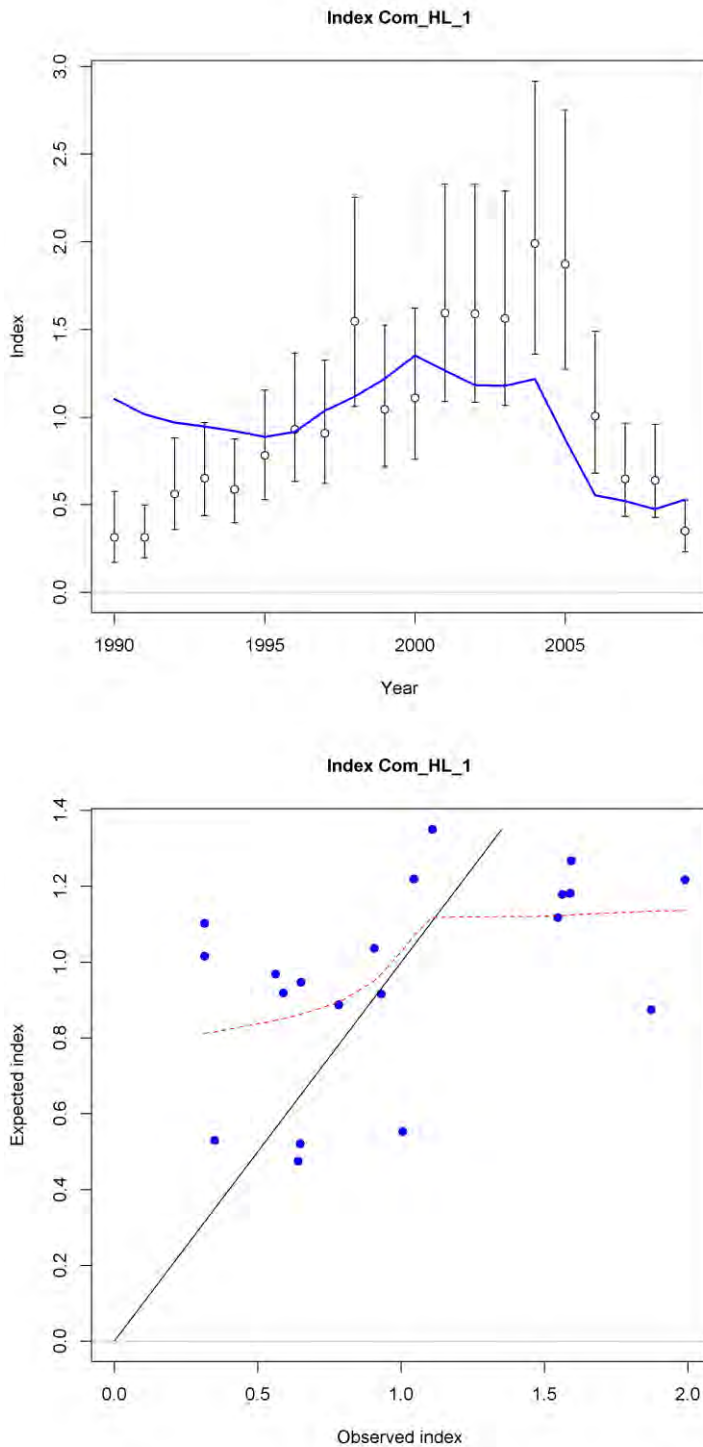 Index Com_HL_1
3.0
2.5
2.0
1.5
1.0
0.5
0.0
Index
1990 1995 2000 2005
Year
Index Com_HL_1
1.4
1.2
1.0
0.8
0.6
0.4
0.2
0.0
Expected index
0.0 0.5 1.0 1.5 2.0
Observed index